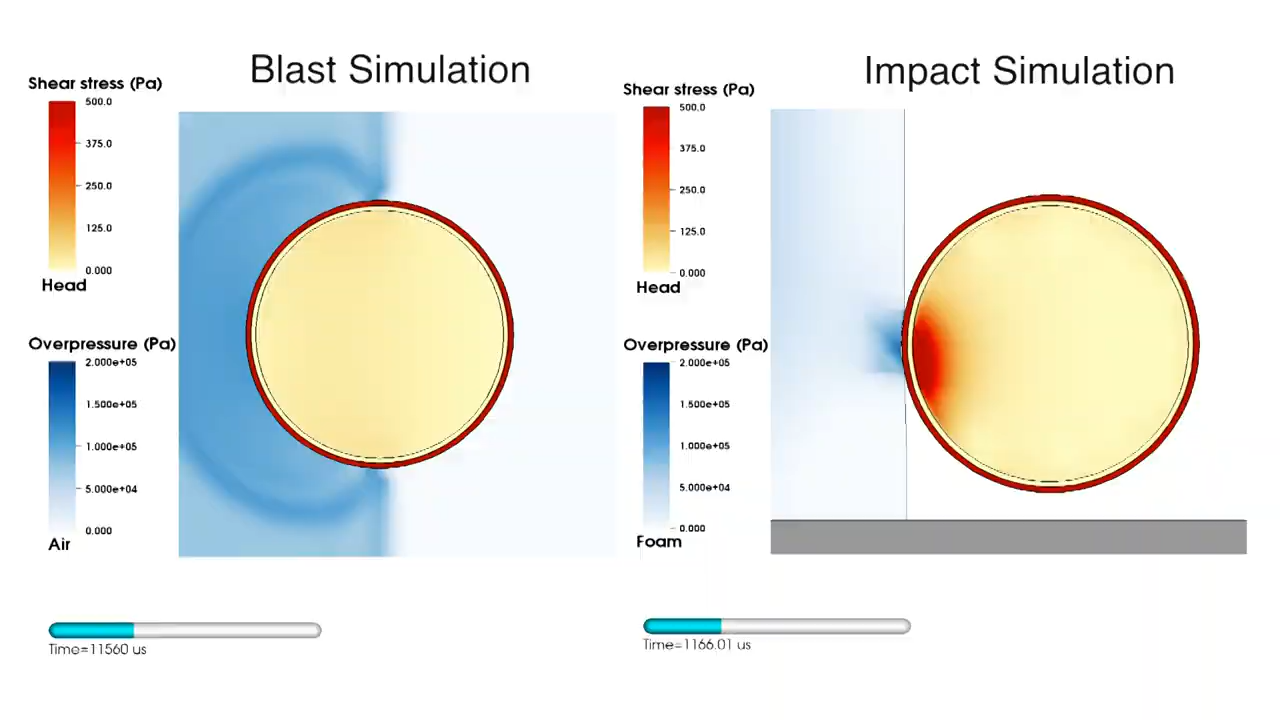 Blast Simulation
Shear stress (Pa)
500.0
375.0
250.0
125.0
0.000
Head
Overpressure (Pa)
2.000e+05
1.500e+05
1.000e+05
5.000e+04
0.000
Air
Time=11560 us
Impact Simulation
Shear stress (Pa)
500.0
375.0
250.0
125.0
0.000
Head
Overpressure (Pa)
2.000e+05
1.500e+05
1.000e+05
5.000e+04
0.000
Foam
Time=1166.01 us